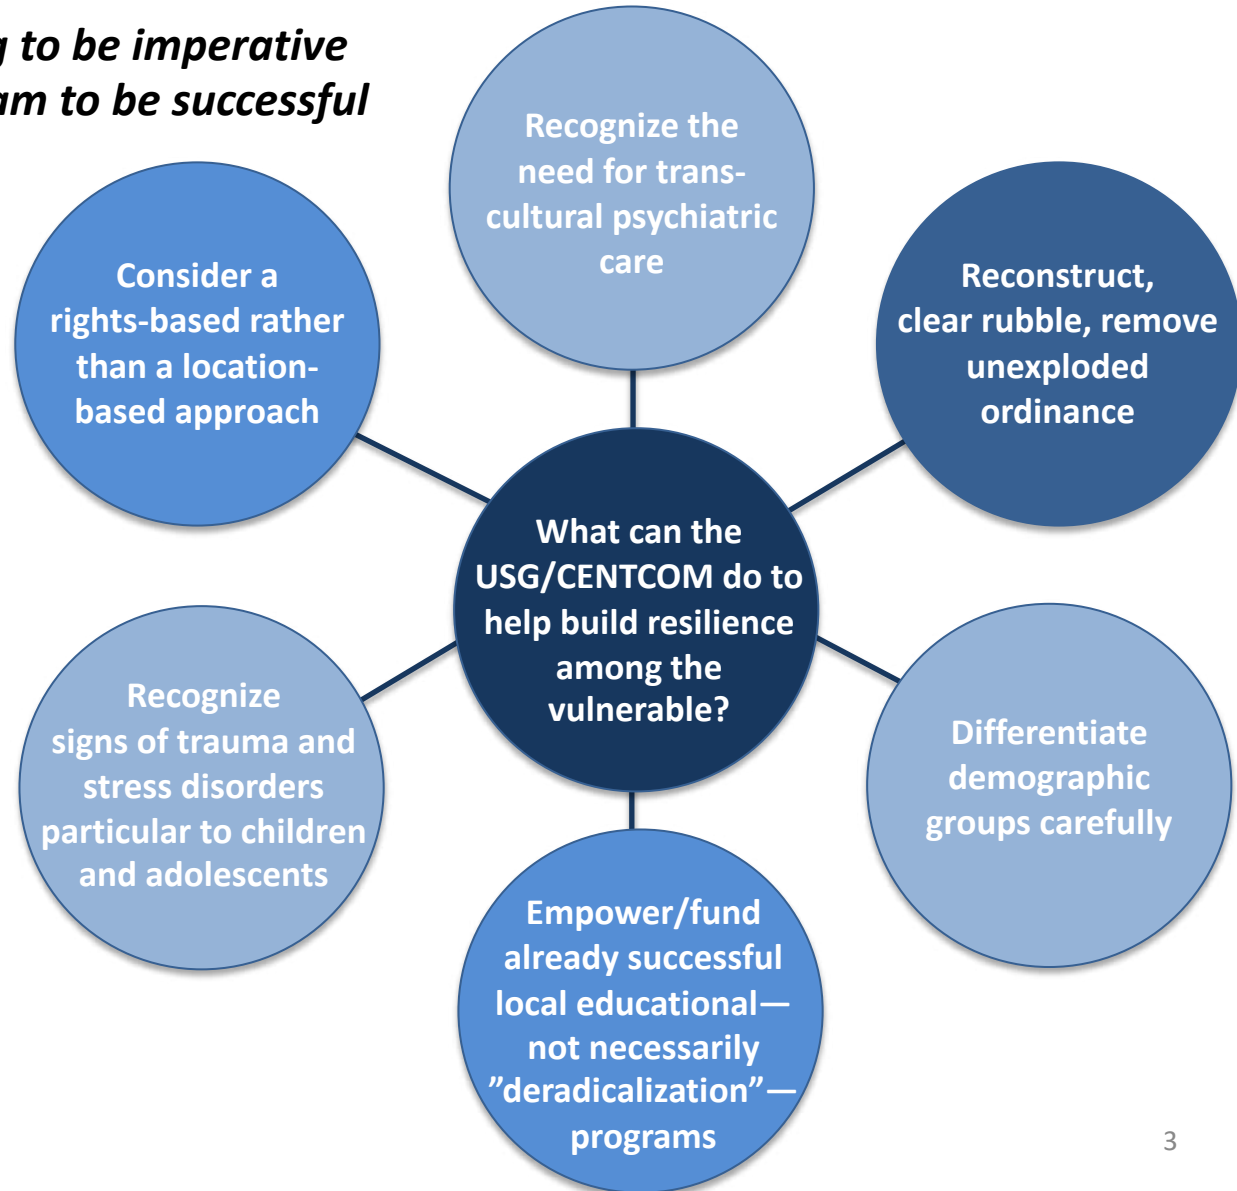 g to be imperative
am to be successful
Recognize the
need for trans-
cultural psychiatric
care
Consider a
rights-based rather
than a location-
based approach
Reconstruct,
clear rubble, remove
unexploded
ordinance
What can the
USG/CENTCOM do to
help build resilience
among the
vulnerable?
Recognize
signs of trauma and
stress disorders
particular to children
and adolescents
Differentiate
demographic
groups carefully
Empower/fund
already successful
local educational—
not necessarily
”deradicalization”—
programs
3